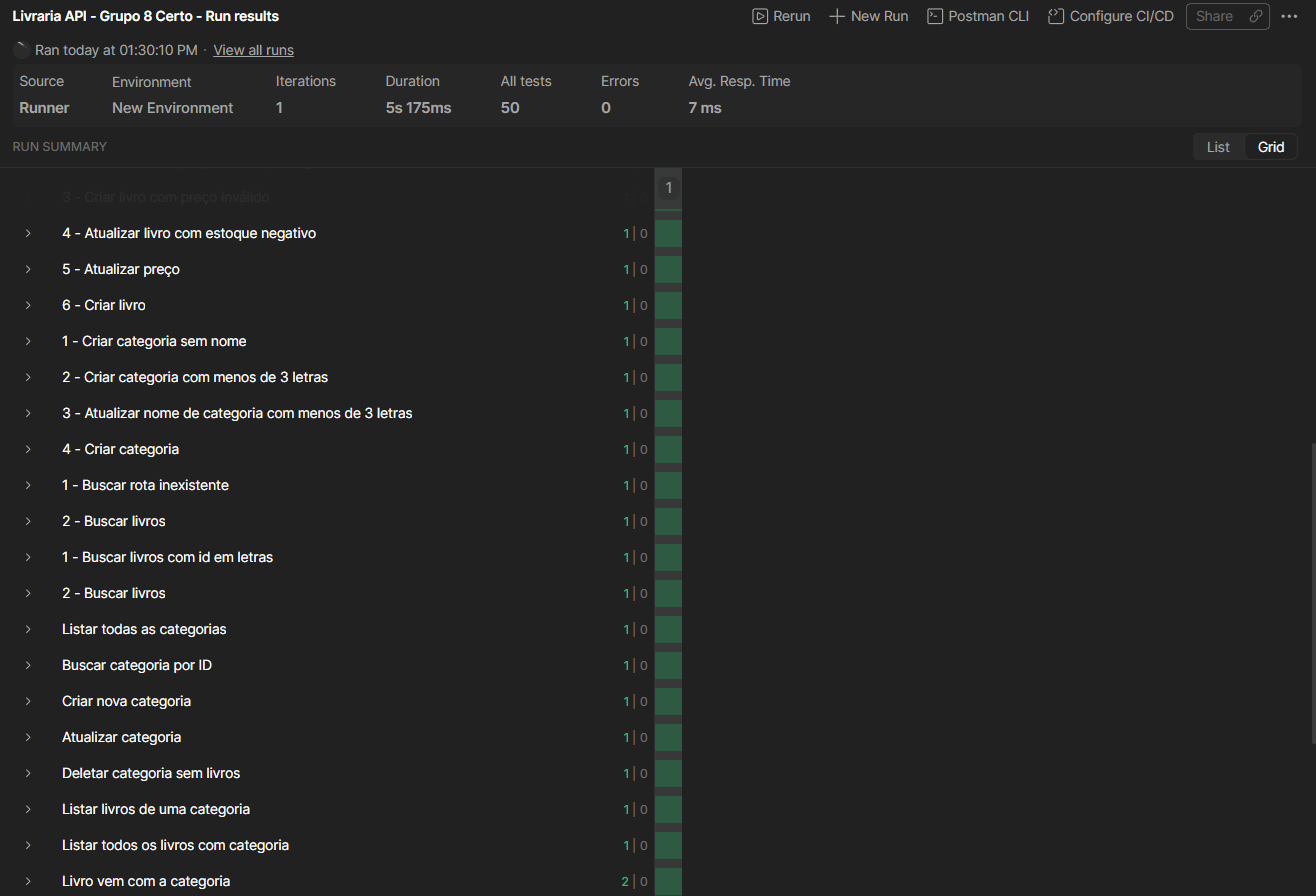 Livraria API - Grupo 8 Certo - Run results
Rerun
New Run
Postman CLI
Configure CI/CD
Share
Ran today at 01:30:10 PM · View all runs
Source Environment Iterations Duration All tests Errors Avg. Resp. Time
Runner New Environment 1 5s 175ms 50 0 7 ms
RUN SUMMARY
List Grid
1
3 - Criar livro com preço inválido
4 - Atualizar livro com estoque negativo 1 | 0
5 - Atualizar preço 1 | 0
6 - Criar livro 1 | 0
1 - Criar categoria sem nome 1 | 0
2 - Criar categoria com menos de 3 letras 1 | 0
3 - Atualizar nome de categoria com menos de 3 letras 1 | 0
4 - Criar categoria 1 | 0
1 - Buscar rota inexistente 1 | 0
2 - Buscar livros 1 | 0
1 - Buscar livros com id em letras 1 | 0
2 - Buscar livros 1 | 0
Listar todas as categorias 1 | 0
Buscar categoria por ID 1 | 0
Criar nova categoria 1 | 0
Atualizar categoria 1 | 0
Deletar categoria sem livros 1 | 0
Listar livros de uma categoria 1 | 0
Listar todos os livros com categoria 1 | 0
Livro vem com a categoria 2 | 0